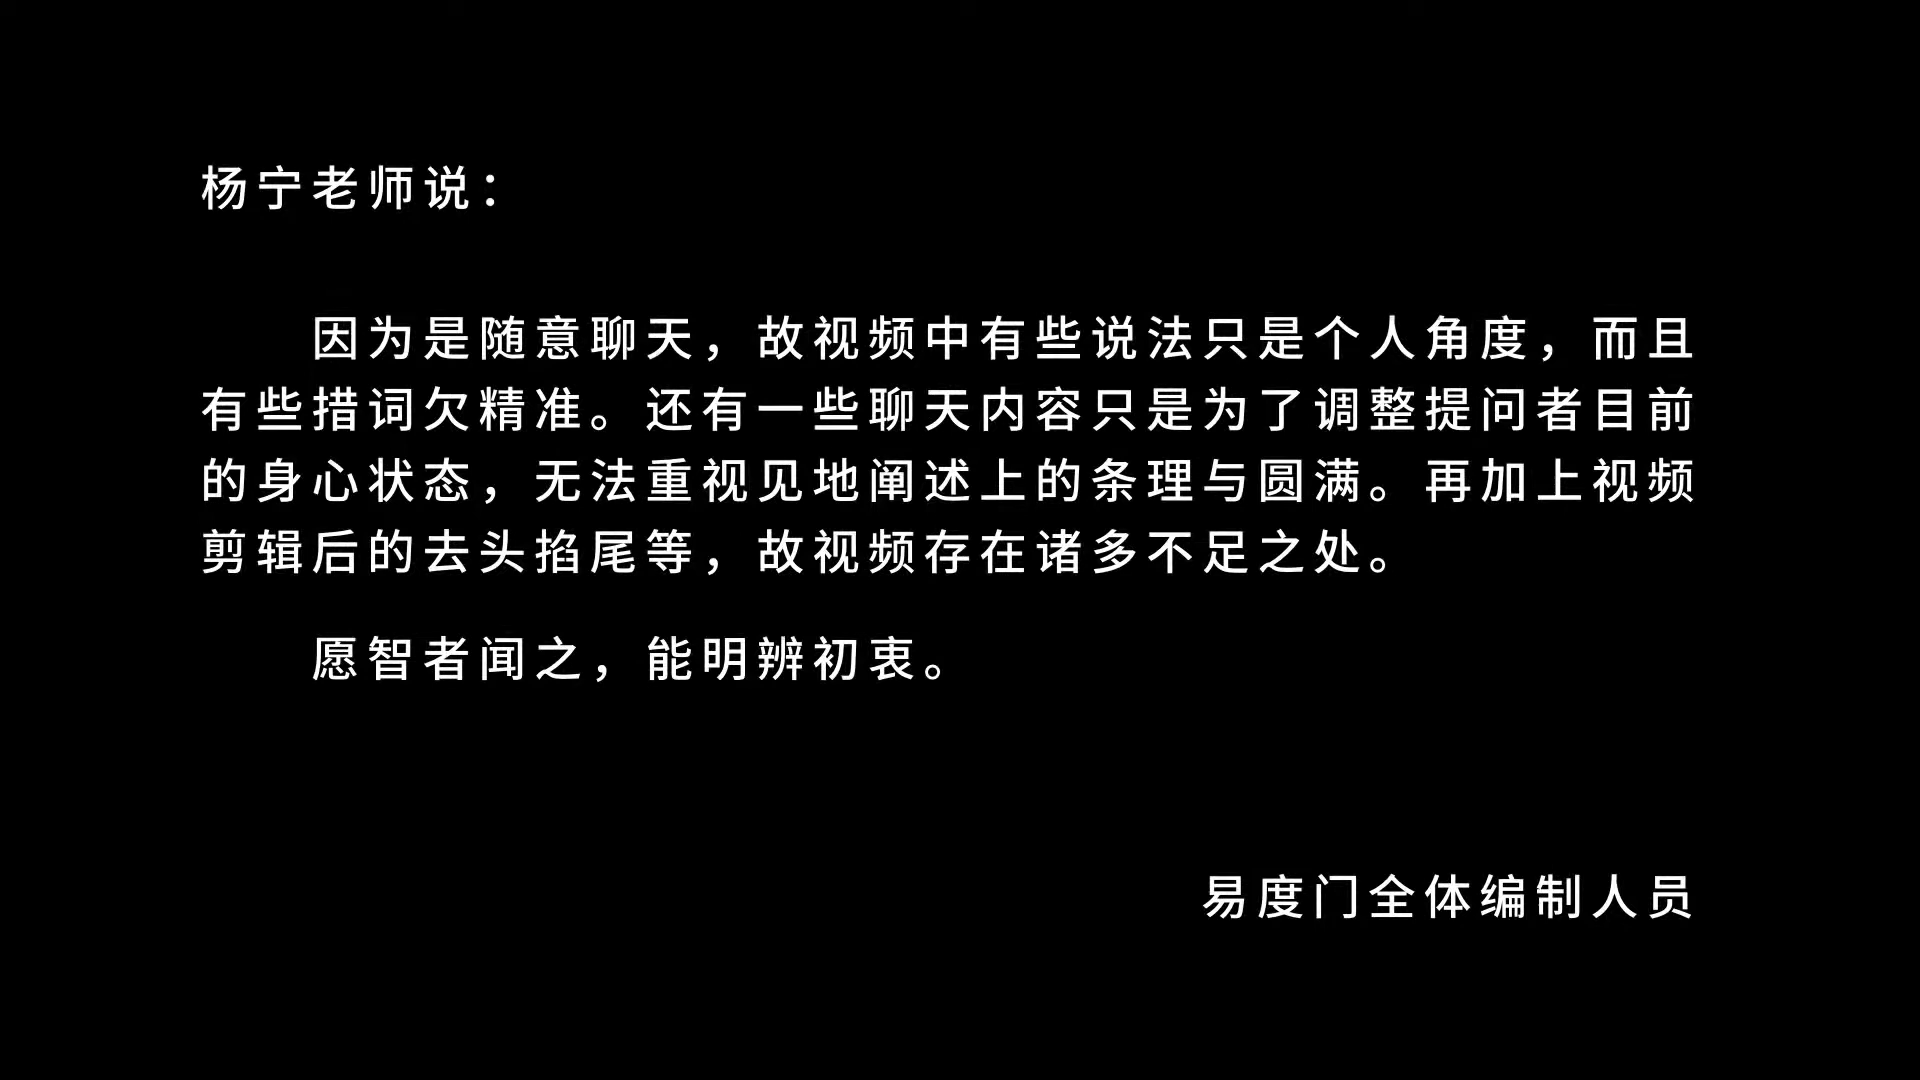 杨宁老师说：
因为是随意聊天，故视频中有些说法只是个人角度，而且
有些措词欠精准。还有一些聊天内容只是为了调整提问者目前
的身心状态，无法重视见地阐述上的条理与圆满。再加上视频
剪辑后的去头掐尾等，故视频存在诸多不足之处。
愿智者闻之，能明辨初衷。
易度门全体编制人员